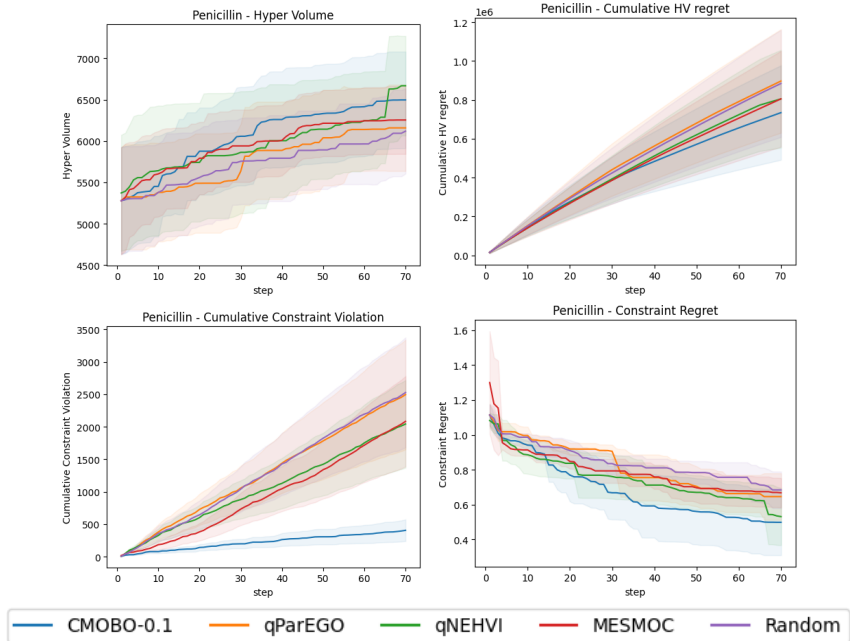 Penicillin - Hyper Volume
7000
6500
6000
5500
5000
4500
Hyper Volume
0 10 20 30 40 50 60 70
step
Penicillin - Cumulative HV regret
1e6
1.2
1.0
0.8
0.6
0.4
0.2
0.0
Cumulative HV regret
0 10 20 30 40 50 60 70
step
Penicillin - Cumulative Constraint Violation
3500
3000
2500
2000
1500
1000
500
0
Cumulative Constraint Violation
0 10 20 30 40 50 60 70
step
Penicillin - Constraint Regret
1.6
1.4
1.2
1.0
0.8
0.6
0.4
Constraint Regret
0 10 20 30 40 50 60 70
step
CMOBO-0.1 qParEGO qNEHVI MESMOC Random